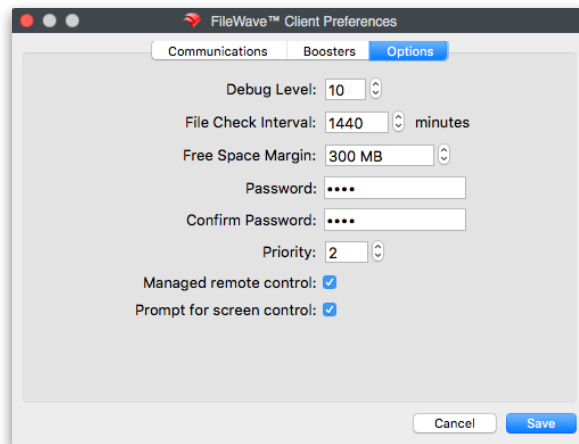 FileWave™ Client Preferences
Communications Boosters Options
Debug Level: 10
File Check Interval: 1440 minutes
Free Space Margin: 300 MB
Password: ••••
Confirm Password: ••••
Priority: 2
Managed remote control:
Prompt for screen control:
Cancel Save